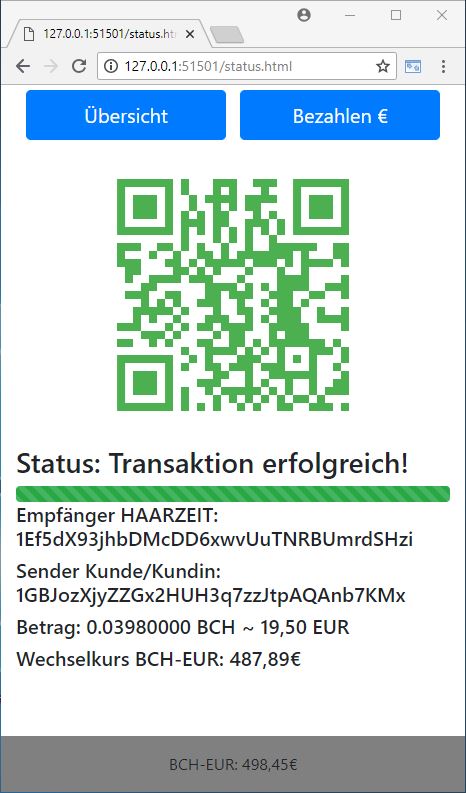 127.0.0.1:51501/status.htm
127.0.0.1:51501/status.html
Übersicht
Bezahlen €
Status: Transaktion erfolgreich!
Empfänger HAARZEIT:
1Ef5dX93jhbDMcDD6xwvUuTNRBUmrdSHzi
Sender Kunde/Kundin:
1GBJozXjyZZGx2HUH3q7zzJtpAQAnb7KMx
Betrag: 0.03980000 BCH ~ 19,50 EUR
Wechselkurs BCH-EUR: 487,89€
BCH-EUR: 498,45€